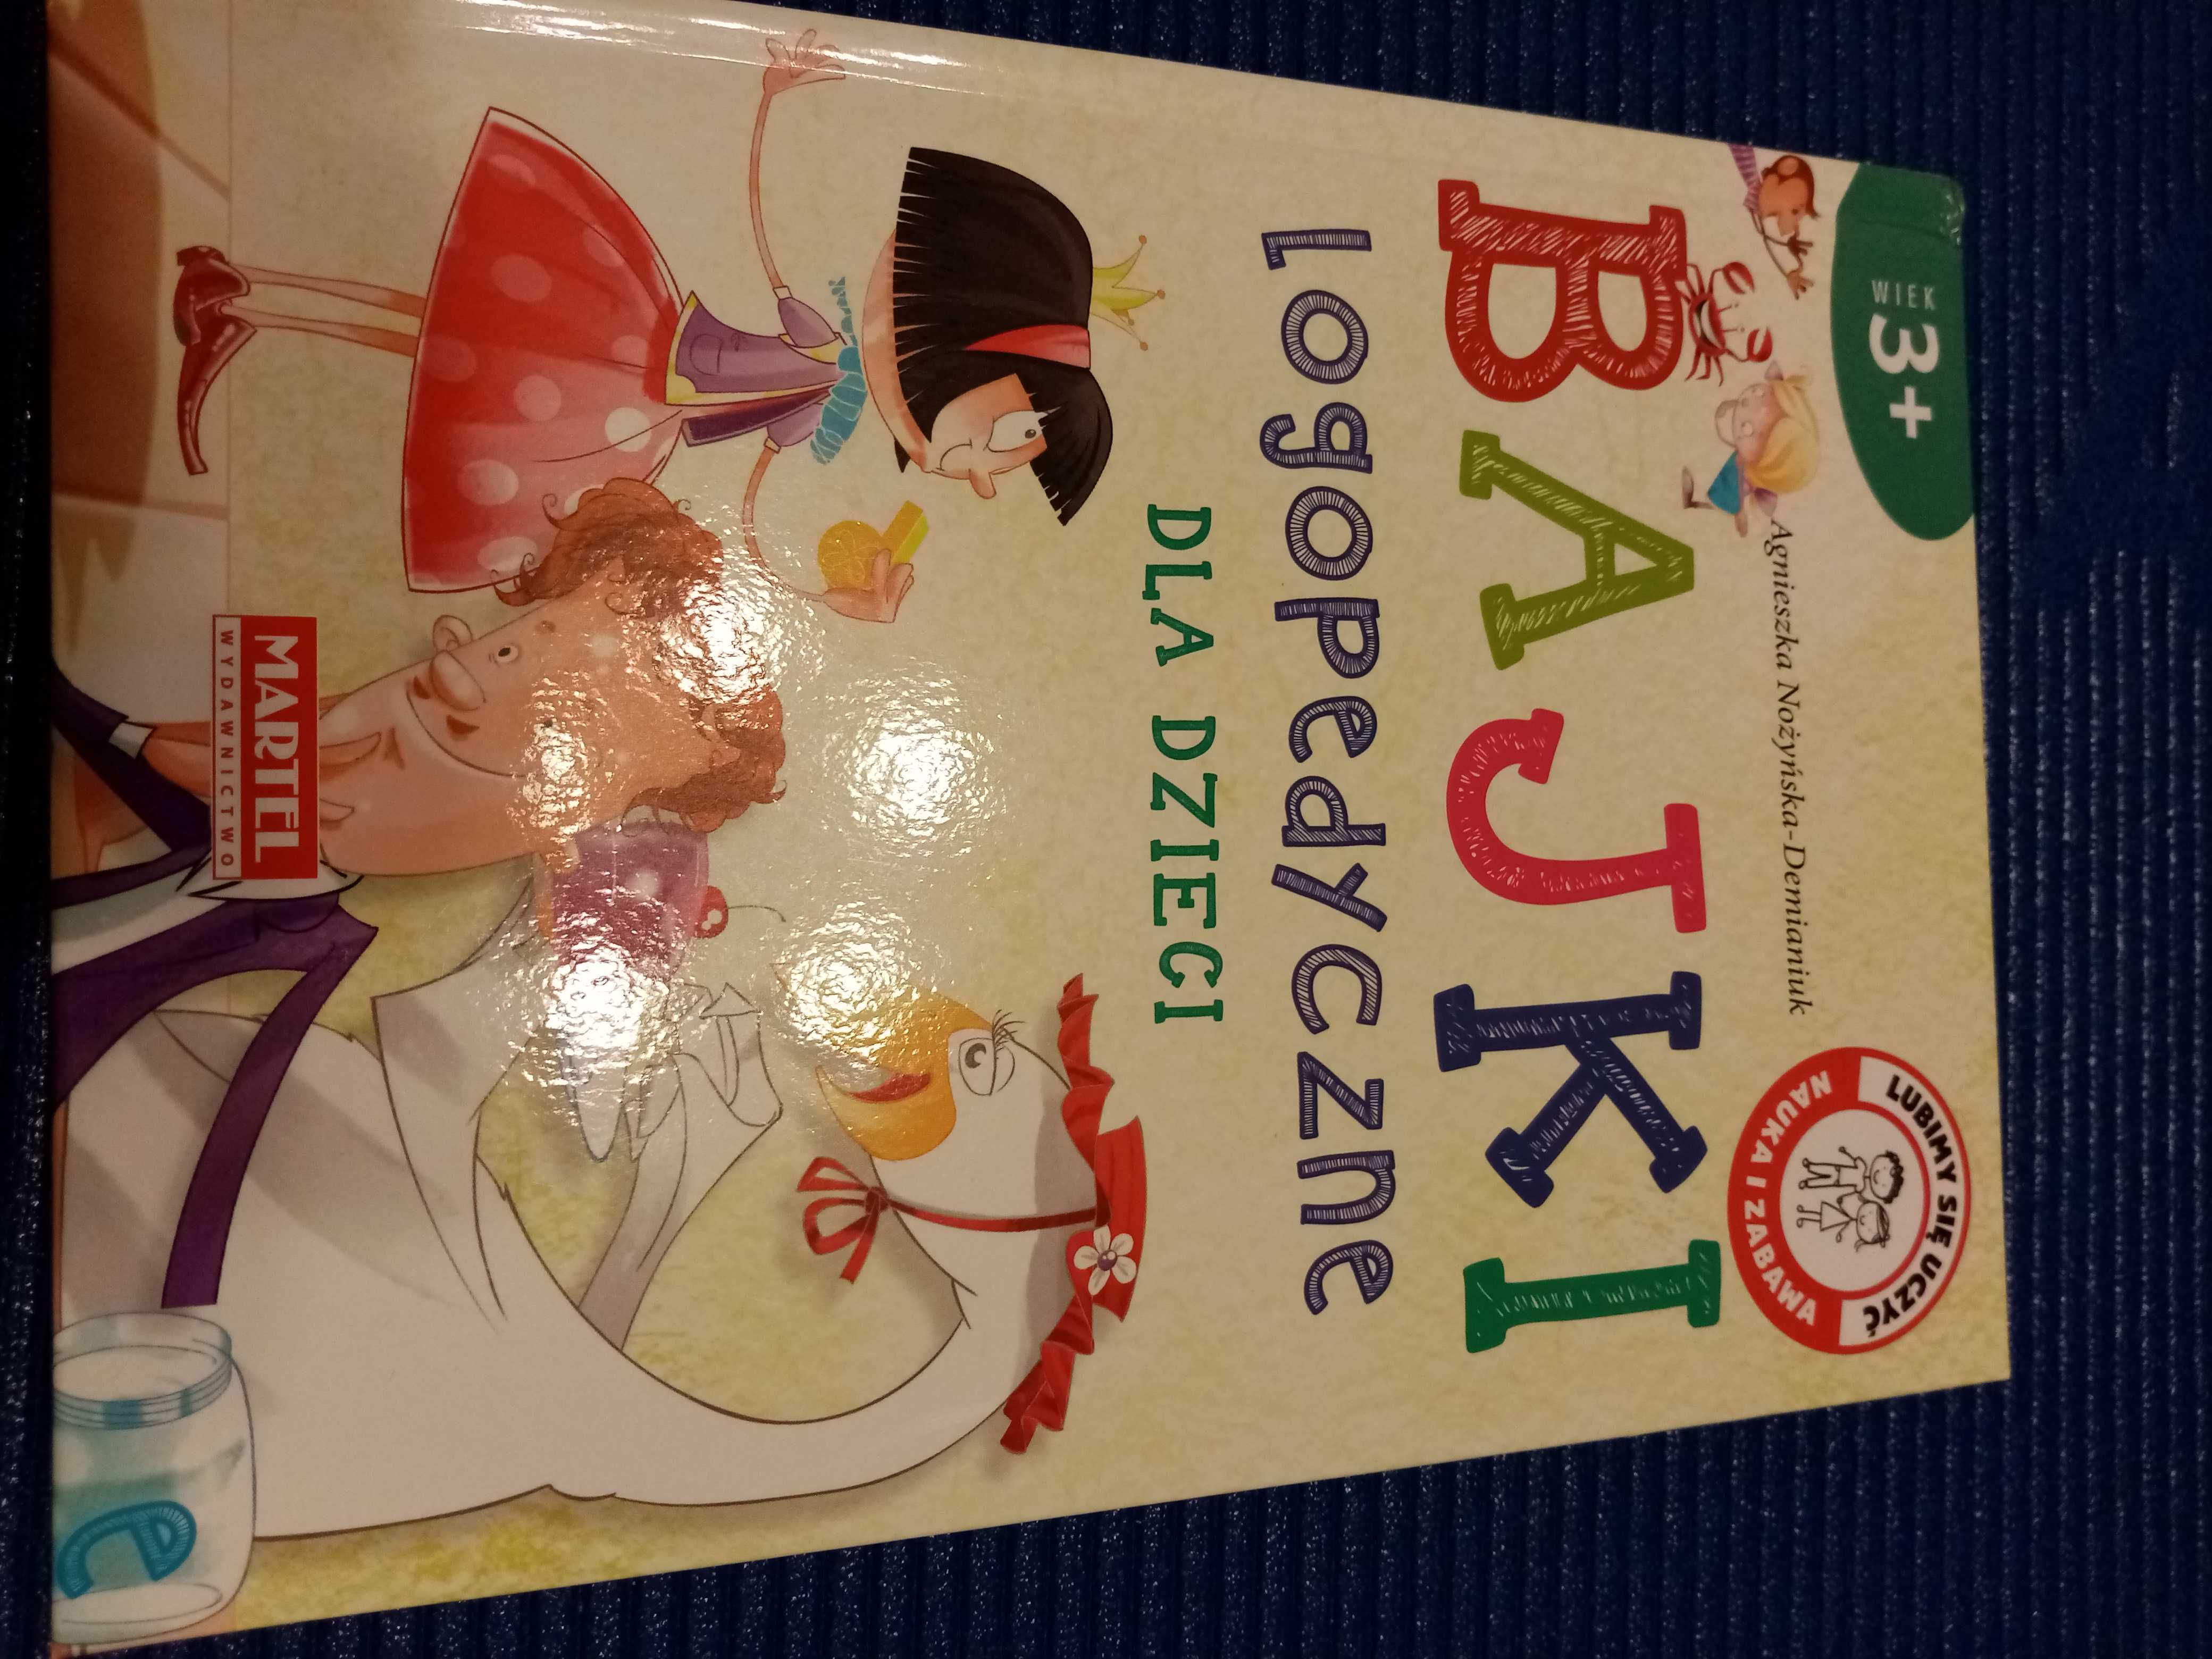 WIEK
3+
LUBIMY SIĘ UCZYĆ
NAUKA I ZABAWA
Agnieszka Nożyńska-Demianiuk
BAJKI
logopedyczne
DLA DZIECI
MARTEL
WYDAWNICTWO
e